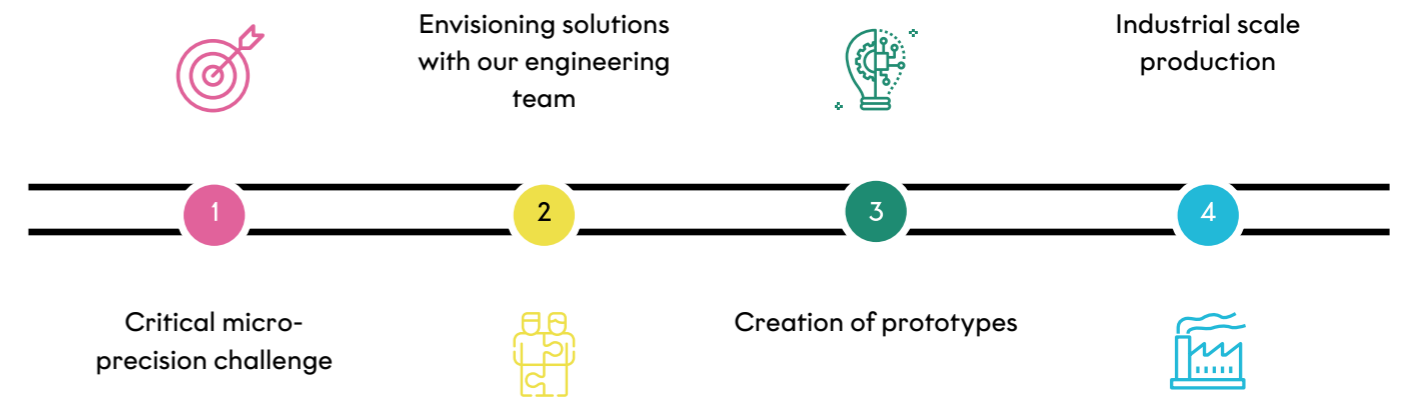 Envisioning solutions
with our engineering
team
Industrial scale
production
1
2
3
4
Critical micro-
precision challenge
Creation of prototypes